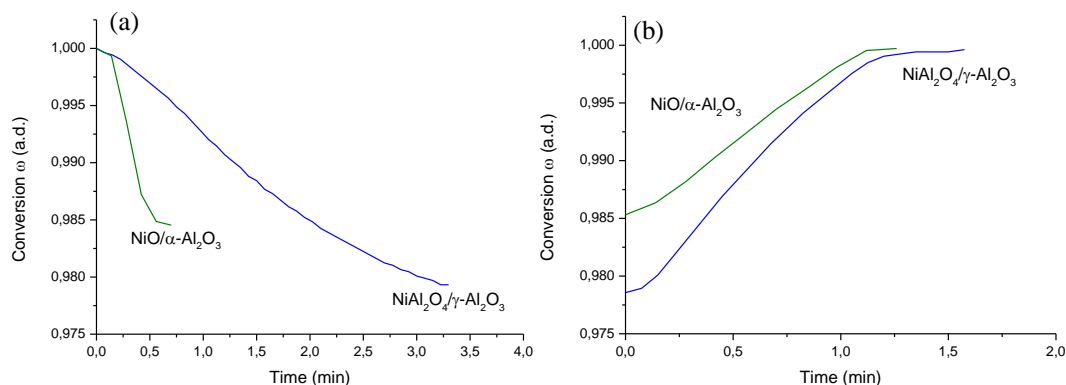 (a)
1,000
0,995
0,990
0,985
0,980
0,975
Conversion ω (a.d.)
NiO/α-Al₂O₃
NiAl₂O₄/γ-Al₂O₃
0,0 0,5 1,0 1,5 2,0 2,5 3,0 3,5 4,0
Time (min)
(b)
1,000
0,995
0,990
0,985
0,980
0,975
Conversion ω (a.d.)
NiAl₂O₄/γ-Al₂O₃
NiO/α-Al₂O₃
0,0 0,5 1,0 1,5 2,0
Time (min)